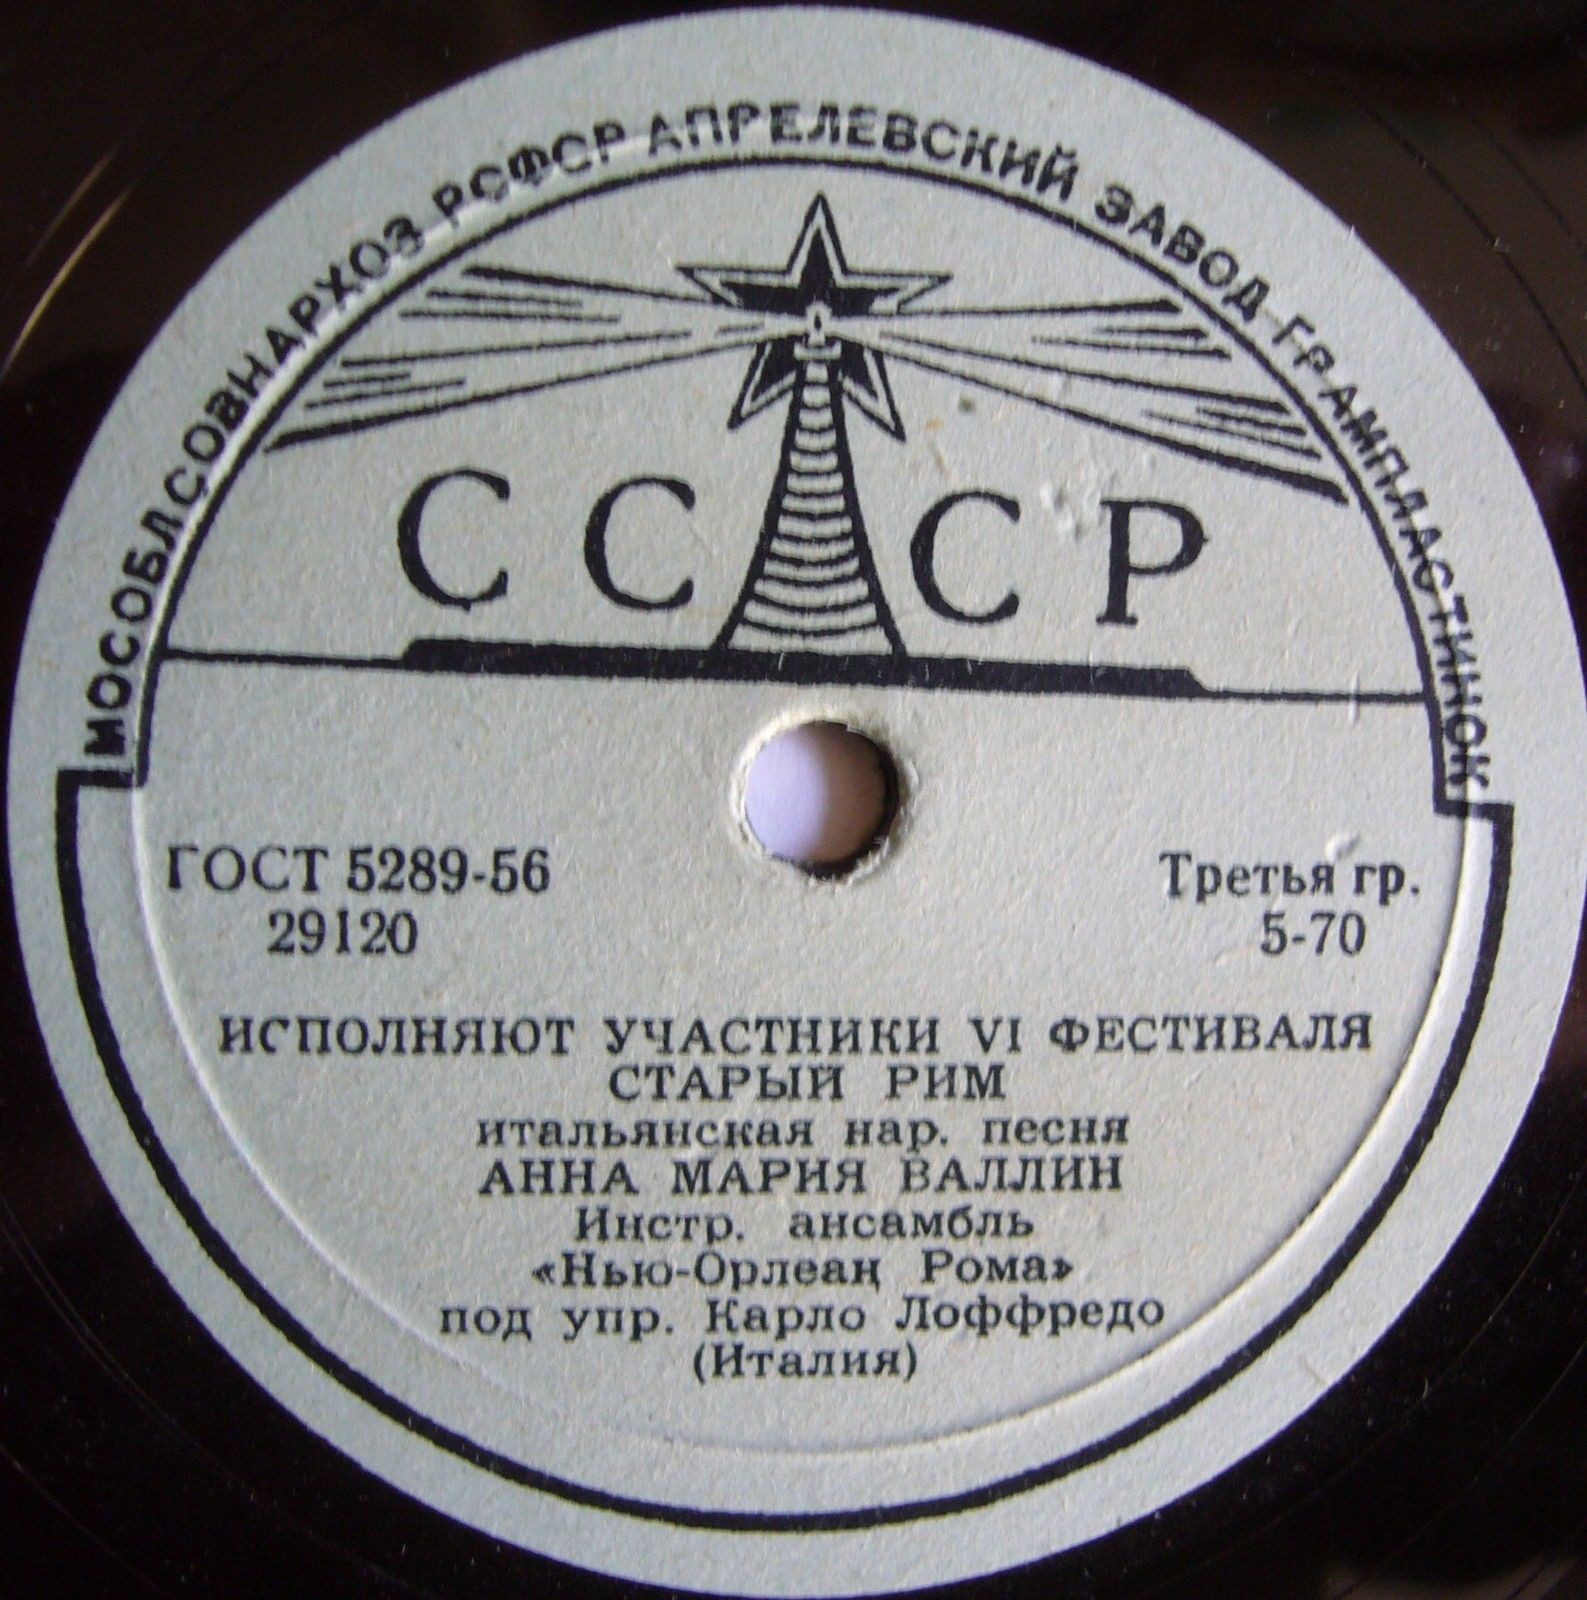 МОСОБЛСОВНАРХОЗ РСФСР АПРЕЛЕВСКИЙ ЗАВОД ГРАМПЛАСТИНОК
СССР
ГОСТ 5289-56
29120
Третья гр.
5-70
ИСПОЛНЯЮТ УЧАСТНИКИ VI ФЕСТИВАЛЯ
СТАРЫЙ РИМ
итальянская нар. песня
АННА МАРИЯ ВАЛЛИН
Инстр. ансамбль
«Нью-Орлеан Рома»
под упр. Карло Лоффредо
(Италия)